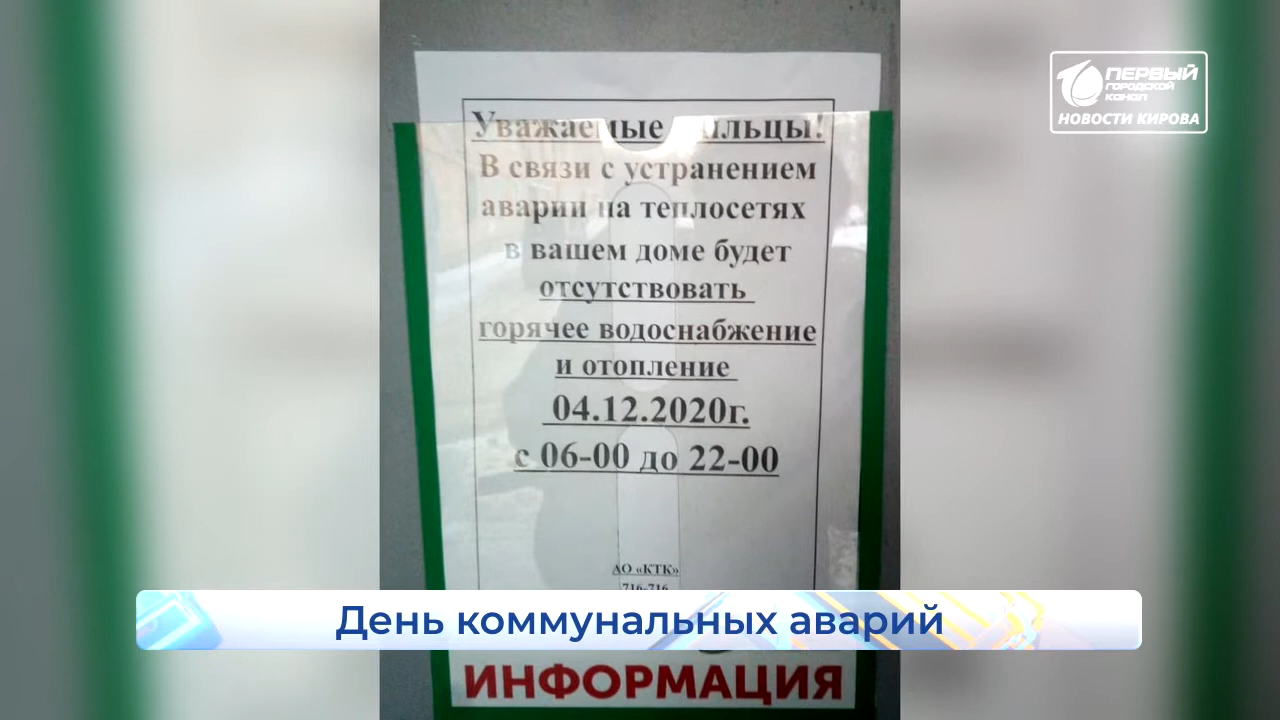 ПЕРВЫЙ
ГОРОДСКОЙ
КАНАЛ
НОВОСТИ КИРОВА
Уважаемые жильцы!
В связи с устранением
аварии на теплосетях
в вашем доме будет
отсутствовать
горячее водоснабжение
и отопление
04.12.2020г.
с 06-00 до 22-00
АО «КТК»
716-716
День коммунальных аварий
ИНФОРМАЦИЯ